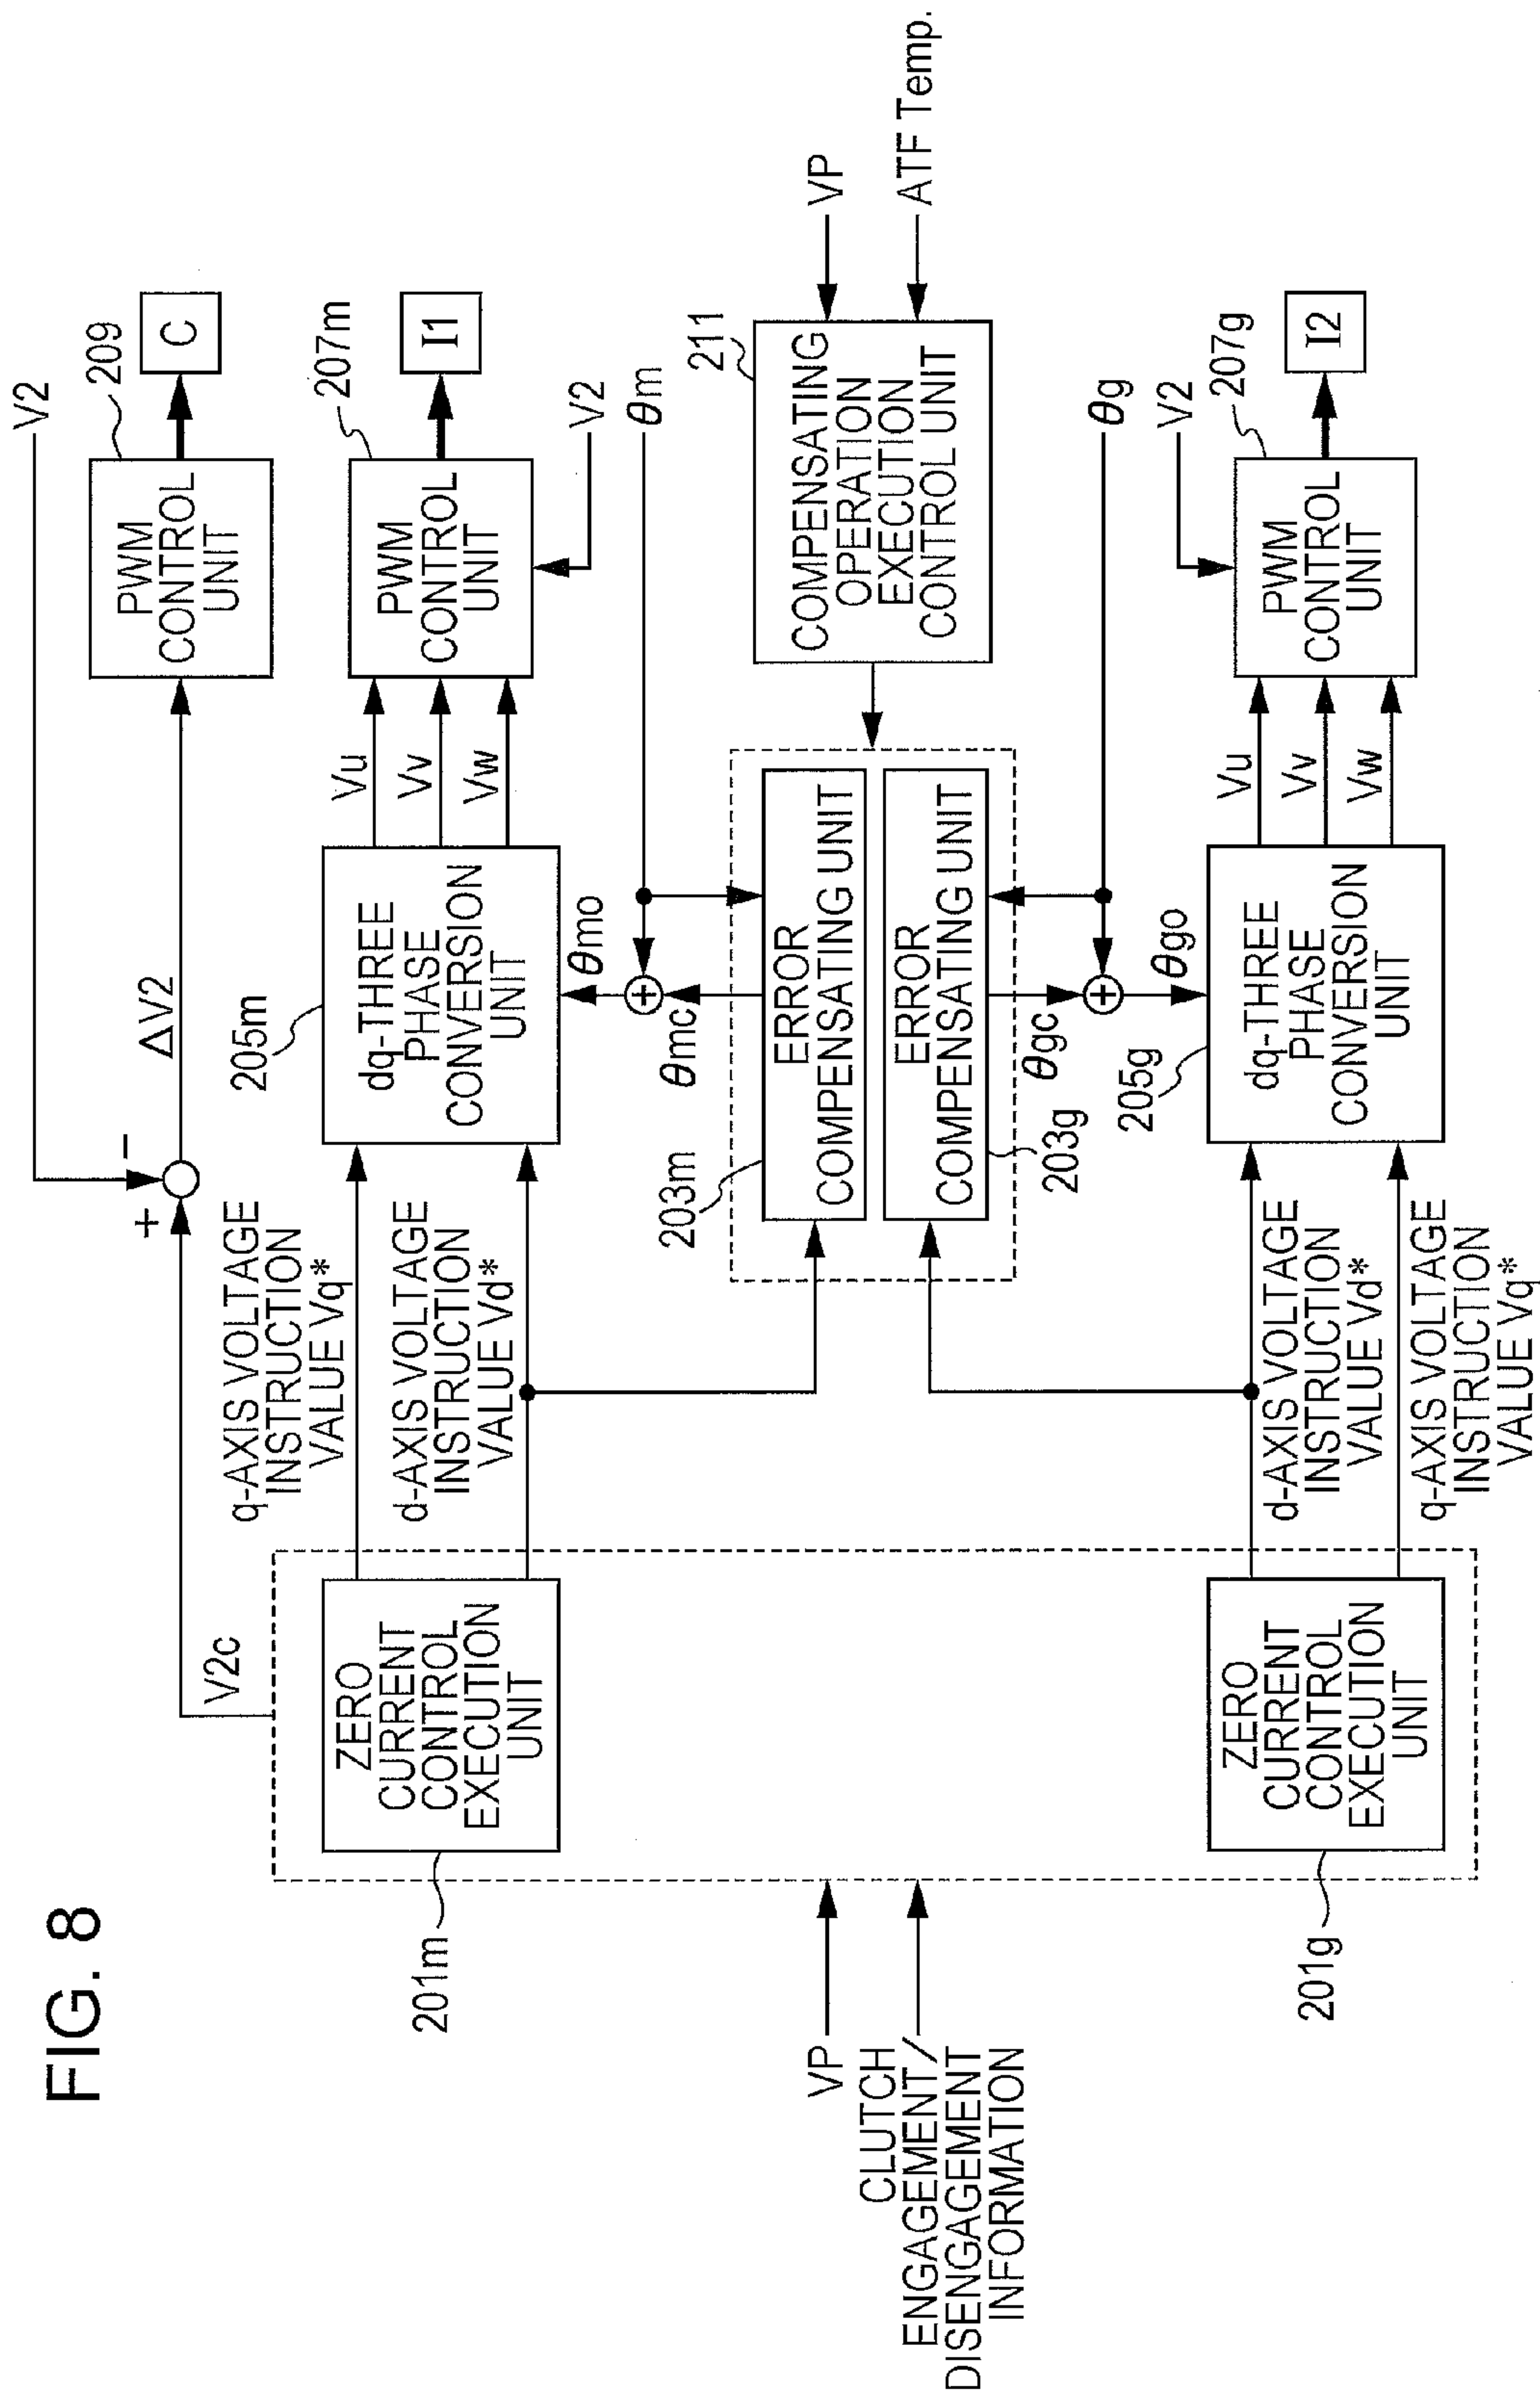 FIG. 8
V2
V2c
+
−
ΔV2
209
PWM
CONTROL
UNIT
C
201m
ZERO
CURRENT
CONTROL
EXECUTION
UNIT
q-AXIS VOLTAGE
INSTRUCTION
VALUE Vq*
d-AXIS VOLTAGE
INSTRUCTION
VALUE Vd*
205m
dq-THREE
PHASE
CONVERSION
UNIT
Vu
Vv
Vw
207m
PWM
CONTROL
UNIT
I1
V2
θm
θmo
+
θmc
VP
CLUTCH
ENGAGEMENT/
DISENGAGEMENT
INFORMATION
203m
ERROR
COMPENSATING UNIT
ERROR
COMPENSATING UNIT
203g
211
COMPENSATING
OPERATION
EXECUTION
CONTROL UNIT
VP
ATF Temp.
θgc
+
θgo
θg
V2
201g
ZERO
CURRENT
CONTROL
EXECUTION
UNIT
d-AXIS VOLTAGE
INSTRUCTION
VALUE Vd*
q-AXIS VOLTAGE
INSTRUCTION
VALUE Vq*
205g
dq-THREE
PHASE
CONVERSION
UNIT
Vu
Vv
Vw
207g
PWM
CONTROL
UNIT
I2